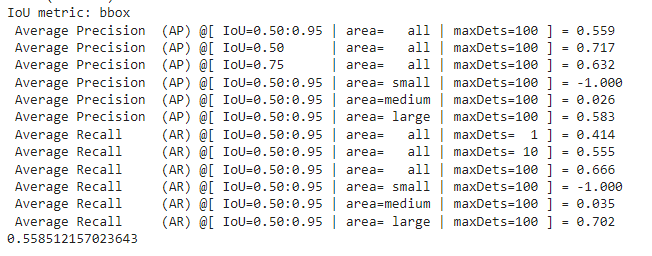 IoU metric: bbox
 Average Precision  (AP) @[ IoU=0.50:0.95 | area=   all | maxDets=100 ] = 0.559
 Average Precision  (AP) @[ IoU=0.50      | area=   all | maxDets=100 ] = 0.717
 Average Precision  (AP) @[ IoU=0.75      | area=   all | maxDets=100 ] = 0.632
 Average Precision  (AP) @[ IoU=0.50:0.95 | area= small | maxDets=100 ] = -1.000
 Average Precision  (AP) @[ IoU=0.50:0.95 | area=medium | maxDets=100 ] = 0.026
 Average Precision  (AP) @[ IoU=0.50:0.95 | area= large | maxDets=100 ] = 0.583
 Average Recall     (AR) @[ IoU=0.50:0.95 | area=   all | maxDets=  1 ] = 0.414
 Average Recall     (AR) @[ IoU=0.50:0.95 | area=   all | maxDets= 10 ] = 0.555
 Average Recall     (AR) @[ IoU=0.50:0.95 | area=   all | maxDets=100 ] = 0.666
 Average Recall     (AR) @[ IoU=0.50:0.95 | area= small | maxDets=100 ] = -1.000
 Average Recall     (AR) @[ IoU=0.50:0.95 | area=medium | maxDets=100 ] = 0.035
 Average Recall     (AR) @[ IoU=0.50:0.95 | area= large | maxDets=100 ] = 0.702
0.558512157023643